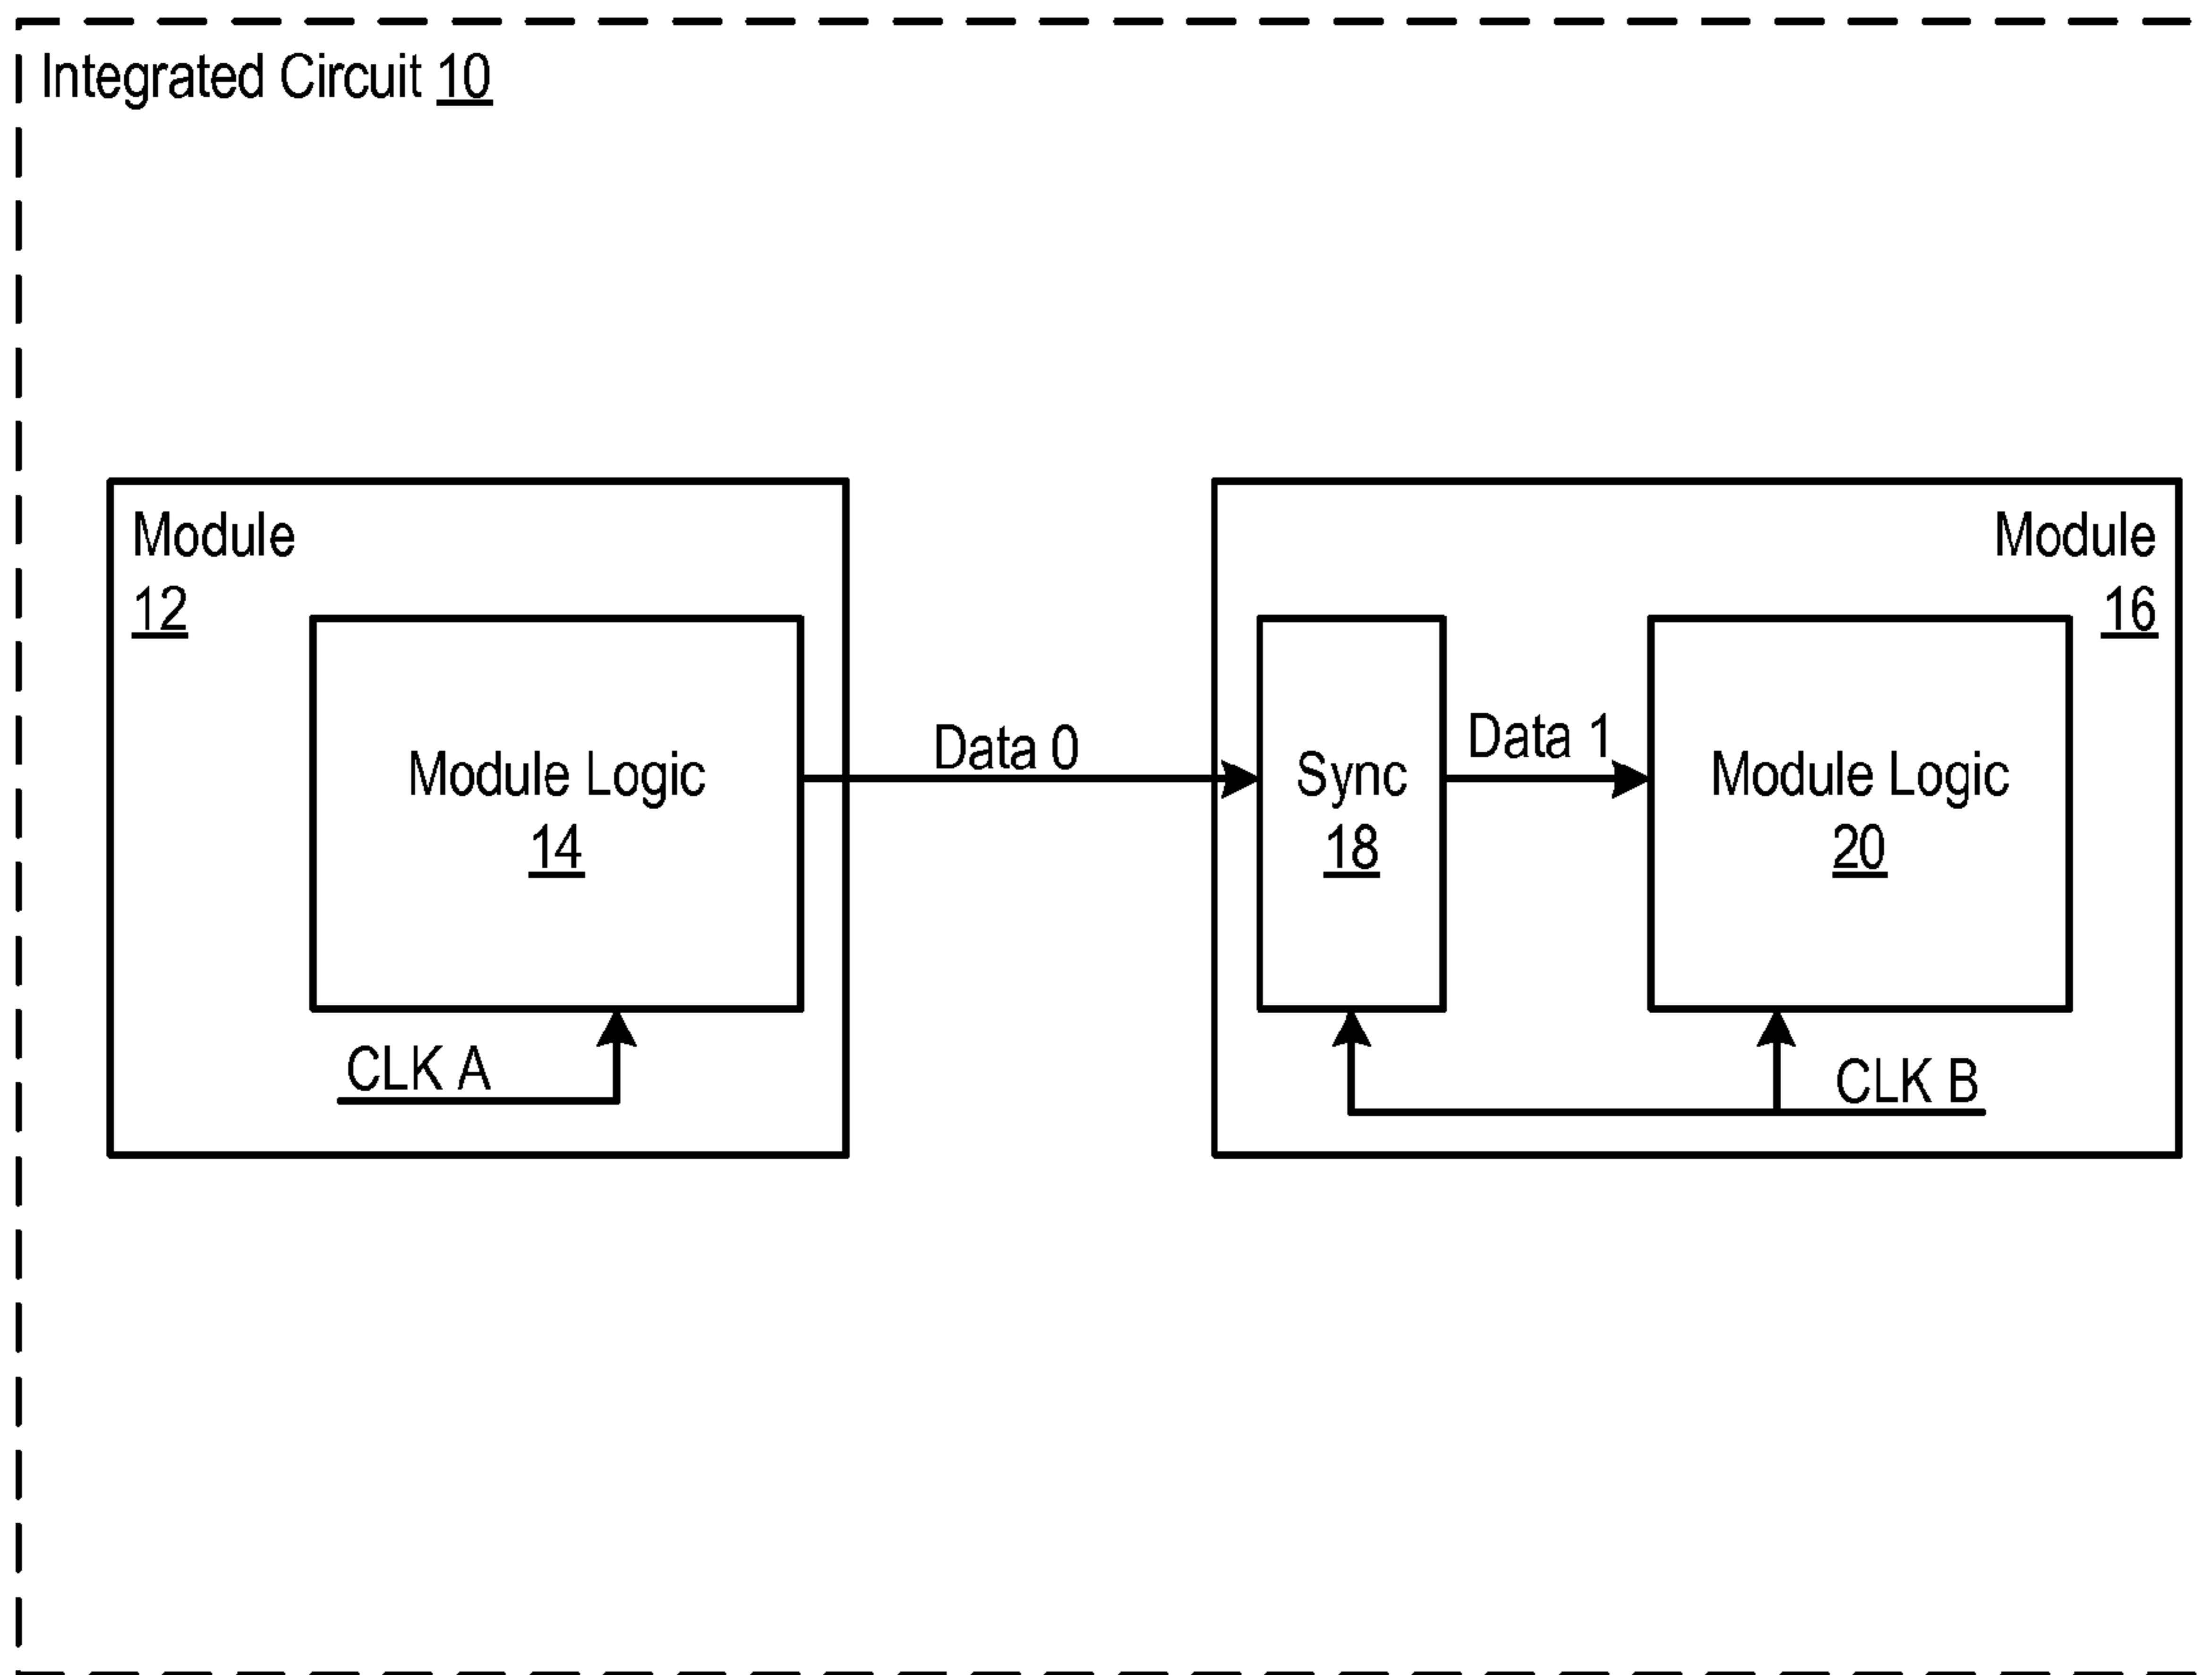 Integrated Circuit 10
Module
12
Module
16
Module Logic
14
Data 0
Sync
18
Data 1
Module Logic
20
CLK A
CLK B